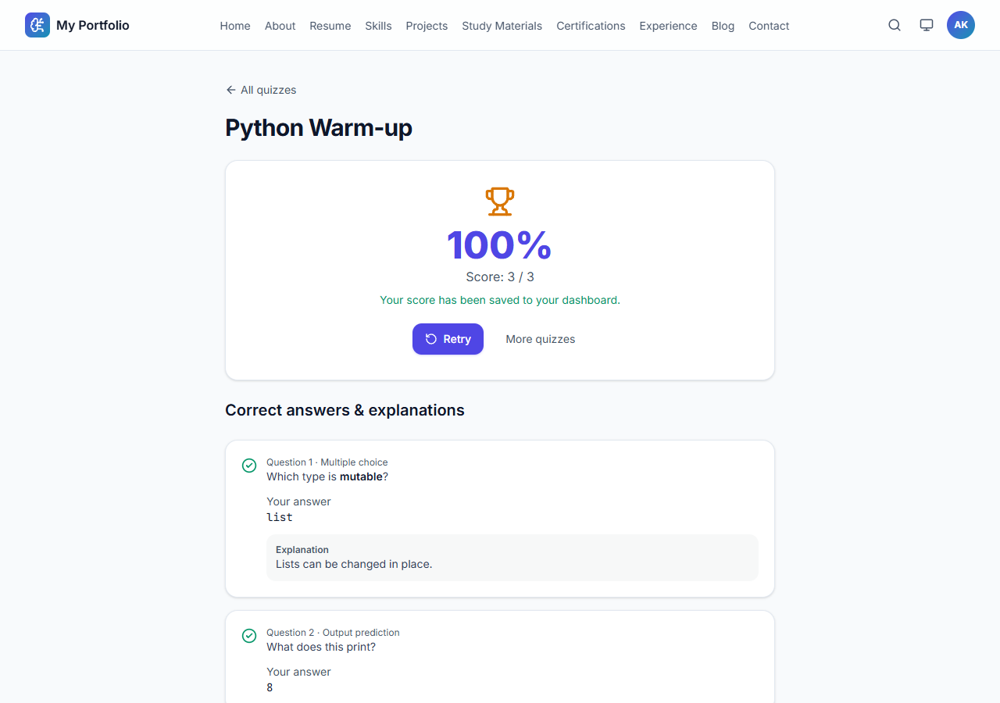 My Portfolio
Home About Resume Skills Projects Study Materials Certifications Experience Blog Contact
AK
All quizzes
Python Warm-up
100%
Score: 3 / 3
Your score has been saved to your dashboard.
Retry More quizzes
Correct answers & explanations
Question 1 · Multiple choice
Which type is mutable?
Your answer
list
Explanation
Lists can be changed in place.
Question 2 · Output prediction
What does this print?
Your answer
8